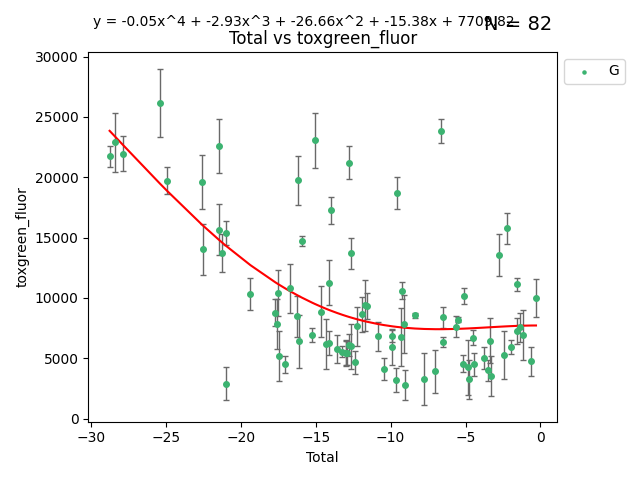 y = -0.05x^4 + -2.93x^3 + -26.66x^2 + -15.38x + 7709.82
N = 82
Total vs toxgreen_fluor
G
30000
25000
20000
15000
10000
5000
0
toxgreen_fluor
−30 −25 −20 −15 −10 −5 0
Total